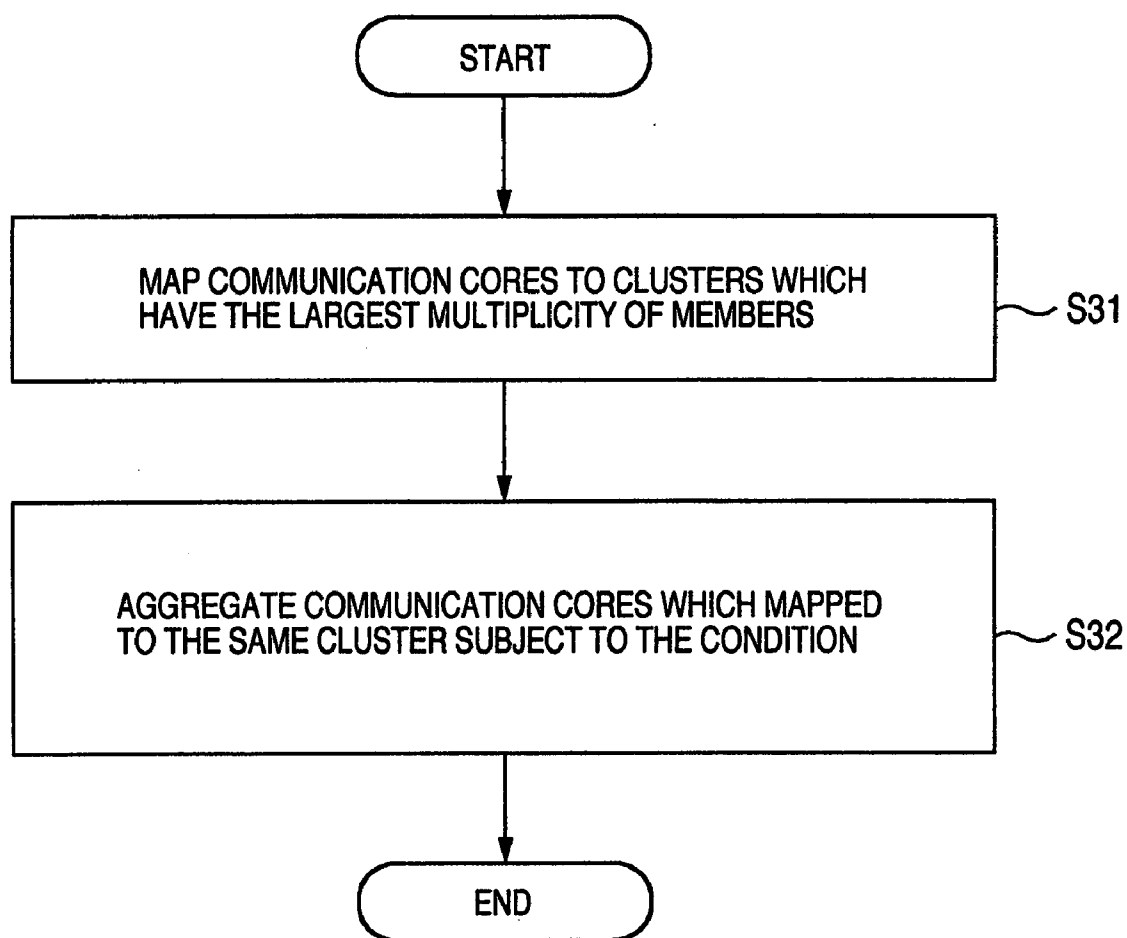 START
MAP COMMUNICATION CORES TO CLUSTERS WHICH
HAVE THE LARGEST MULTIPLICITY OF MEMBERS
S31
AGGREGATE COMMUNICATION CORES WHICH MAPPED
TO THE SAME CLUSTER SUBJECT TO THE CONDITION
S32
END